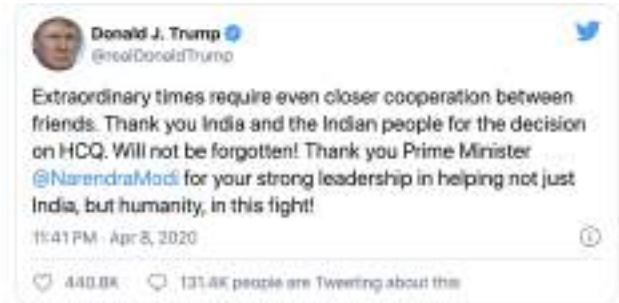 Donald J. Trump
@realDonaldTrump
Extraordinary times require even closer cooperation between
friends. Thank you India and the Indian people for the decision
on HCQ. Will not be forgotten! Thank you Prime Minister
@NarendraModi for your strong leadership in helping not just
India, but humanity, in this fight!
11:41 PM · Apr 8, 2020
440.8K 131.4K people are Tweeting about this